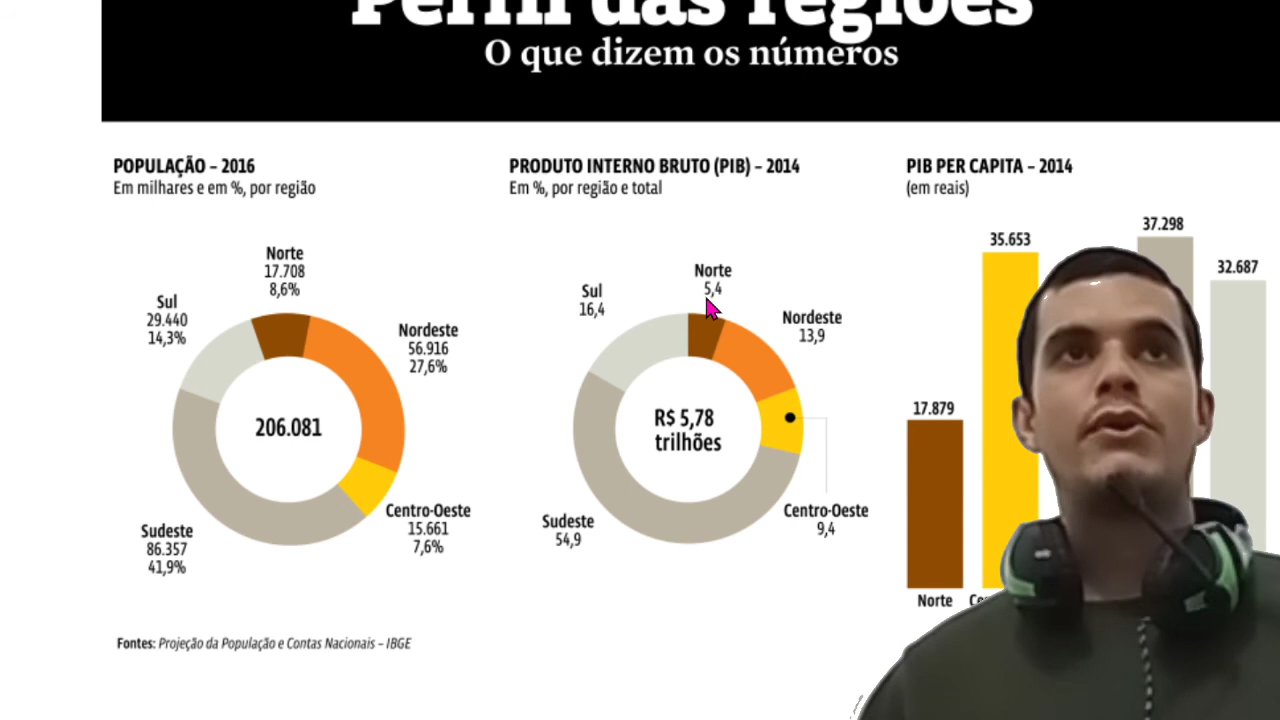 Perfil das regiões
O que dizem os números
POPULAÇÃO – 2016
Em milhares e em %, por região
Norte
17.708
8,6%
Sul
29.440
14,3%
Nordeste
56.916
27,6%
206.081
Centro-Oeste
15.661
7,6%
Sudeste
86.357
41,9%
Fontes: Projeção da População e Contas Nacionais – IBGE
PRODUTO INTERNO BRUTO (PIB) – 2014
Em %, por região e total
Norte
5,4
Sul
16,4
Nordeste
13,9
R$ 5,78
trilhões
Centro-Oeste
9,4
Sudeste
54,9
PIB PER CAPITA – 2014
(em reais)
37.298
35.653
32.687
17.879
Norte